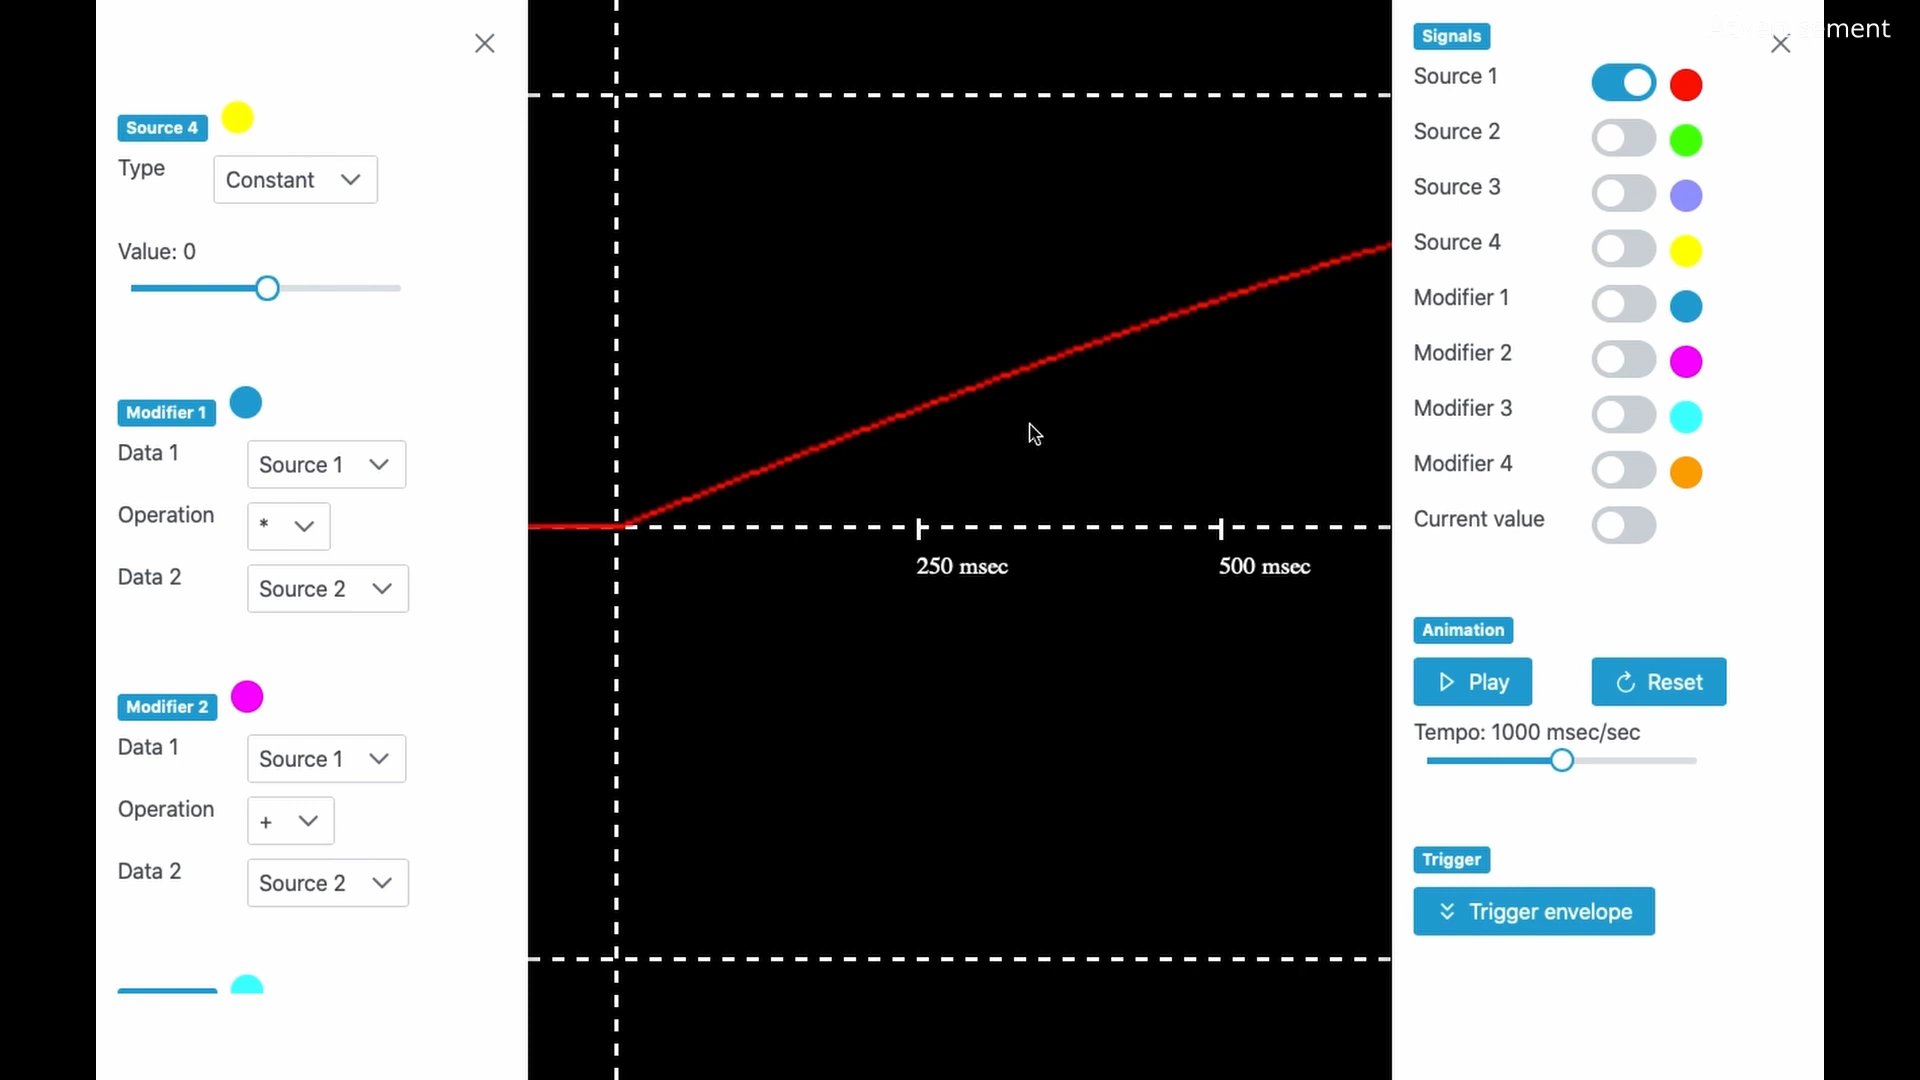 Source 4
Type
Constant
Value: 0
Modifier 1
Data 1
Source 1
Operation
*
Data 2
Source 2
Modifier 2
Data 1
Source 1
Operation
+
Data 2
Source 2
250 msec
500 msec
Signals
Source 1
Source 2
Source 3
Source 4
Modifier 1
Modifier 2
Modifier 3
Modifier 4
Current value
Animation
Play
Reset
Tempo: 1000 msec/sec
Trigger
Trigger envelope